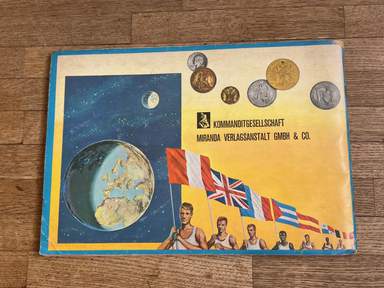 KOMMANDITGESELLSCHAFT
MIRANDA VERLAGSANSTALT GMBH & CO.